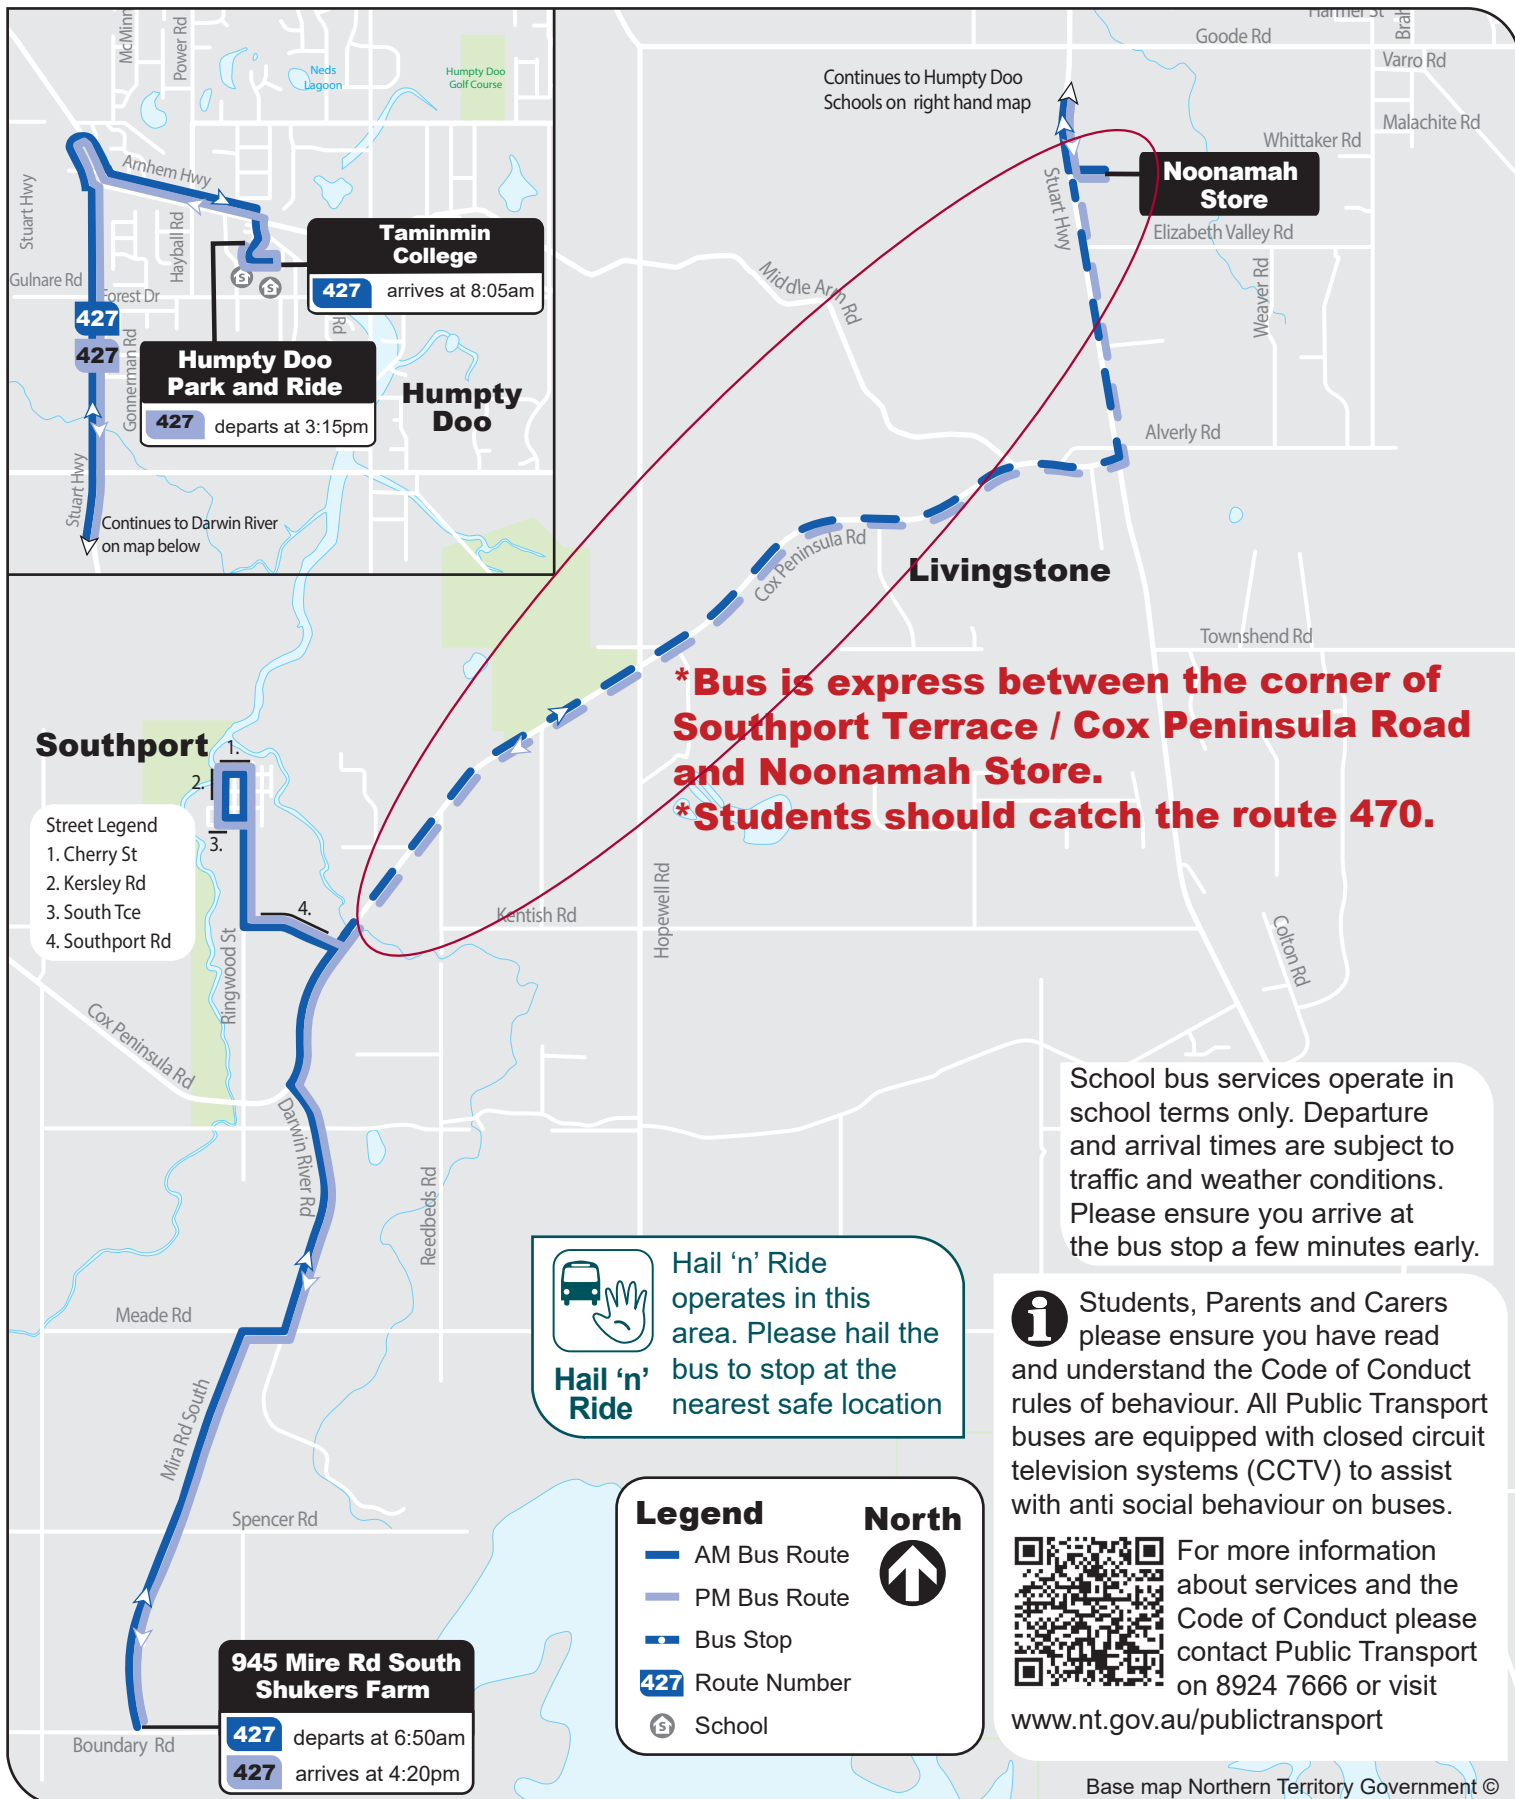 McMinn
Power Rd
Neds
Lagoon
Humpty Doo
Golf Course
Stuart Hwy
Arnhem Hwy
Hayball Rd
Gulnare Rd
Forest Dr
Gonnerman Rd
Rd
427
427
Taminmin
College
427 arrives at 8:05am
Humpty Doo
Park and Ride
427 departs at 3:15pm
Humpty
Doo
Stuart Hwy
Continues to Darwin River
on map below
Continues to Humpty Doo
Schools on right hand map
Harmer St
Brah
Goode Rd
Varro Rd
Malachite Rd
Whittaker Rd
Noonamah
Store
Stuart Hwy
Elizabeth Valley Rd
Weaver Rd
Middle Arm Rd
Alverly Rd
Cox Peninsula Rd
Livingstone
Townshend Rd
*Bus is express between the corner of
Southport Terrace / Cox Peninsula Road
and Noonamah Store.
*Students should catch the route 470.
Southport
1.
2.
3.
4.
Street Legend
1. Cherry St
2. Kersley Rd
3. South Tce
4. Southport Rd
Ringwood St
Kentish Rd
Hopewell Rd
Colton Rd
Cox Peninsula Rd
Darwin River Rd
Reedbeds Rd
Meade Rd
Mira Rd South
Spencer Rd
Boundary Rd
School bus services operate in
school terms only. Departure
and arrival times are subject to
traffic and weather conditions.
Please ensure you arrive at
the bus stop a few minutes early.
Hail ‘n’
Ride
Hail ‘n’ Ride
operates in this
area. Please hail the
bus to stop at the
nearest safe location
i
Students, Parents and Carers
please ensure you have read
and understand the Code of Conduct
rules of behaviour. All Public Transport
buses are equipped with closed circuit
television systems (CCTV) to assist
with anti social behaviour on buses.
For more information
about services and the
Code of Conduct please
contact Public Transport
on 8924 7666 or visit
www.nt.gov.au/publictransport
Legend
AM Bus Route
PM Bus Route
Bus Stop
427 Route Number
S School
North
945 Mire Rd South
Shukers Farm
427 departs at 6:50am
427 arrives at 4:20pm
Base map Northern Territory Government ©